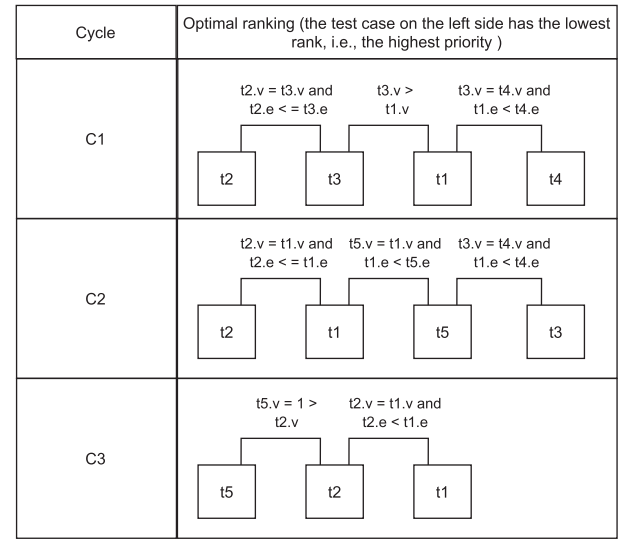 Cycle
Optimal ranking (the test case on the left side has the lowest
rank, i.e., the highest priority )
C1
t2.v = t3.v and
t2.e < = t3.e
t3.v >
t1.v
t3.v = t4.v and
t1.e < t4.e
t2
t3
t1
t4
C2
t2.v = t1.v and
t2.e < = t1.e
t5.v = t1.v and
t1.e < t5.e
t3.v = t4.v and
t1.e < t4.e
t2
t1
t5
t3
C3
t5.v = 1 >
t2.v
t2.v = t1.v and
t2.e < t1.e
t5
t2
t1